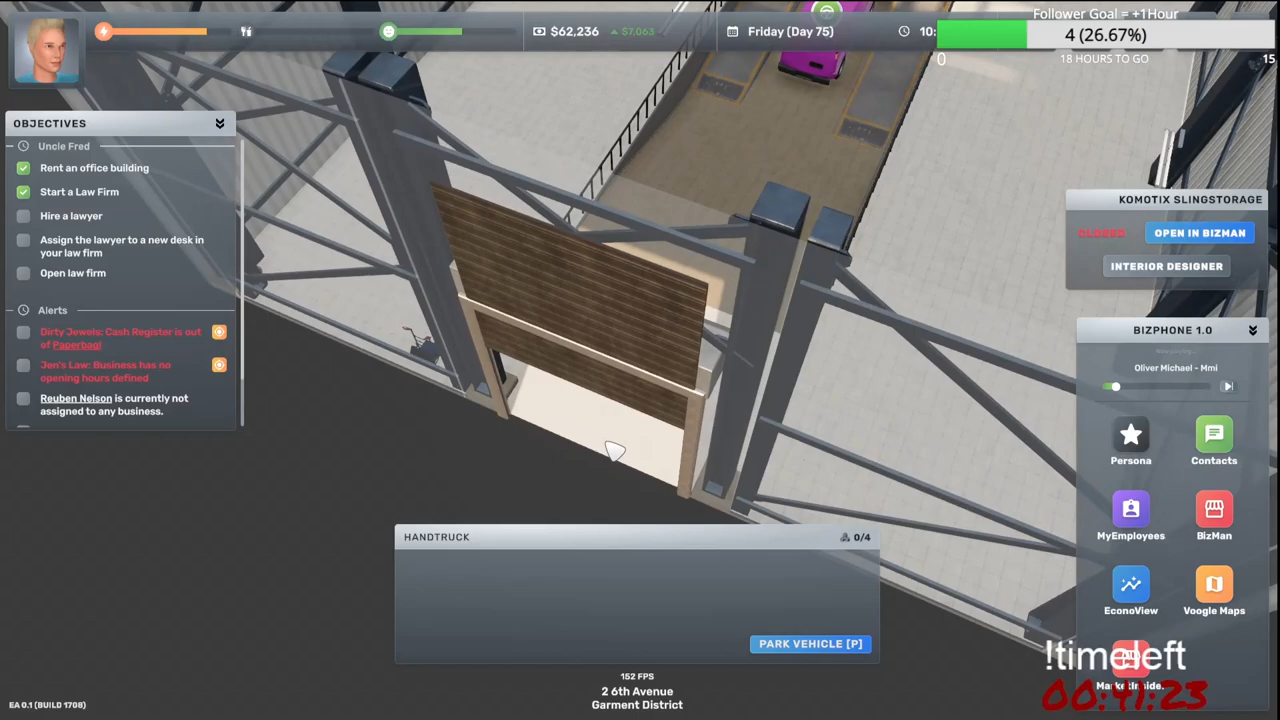 $62,236
$7,063
Friday (Day 75)
10:
Follower Goal = +1Hour
4 (26.67%)
0
18 HOURS TO GO
15
OBJECTIVES
Uncle Fred
Rent an office building
Start a Law Firm
Hire a lawyer
Assign the lawyer to a new desk in
your law firm
Open law firm
Alerts
Dirty Jewels: Cash Register is out
of Paperbag!
Jen's Law: Business has no
opening hours defined
Reuben Nelson is currently not
assigned to any business.
KOMOTIX SLINGSTORAGE
CLOSED
OPEN IN BIZMAN
INTERIOR DESIGNER
BIZPHONE 1.0
Oliver Michael - Mmi
Persona
Contacts
MyEmployees
BizMan
EconoView
Voogle Maps
MarketInside.
!timeleft
00:41:23
HANDTRUCK
0/4
PARK VEHICLE [P]
152 FPS
2 6th Avenue
Garment District
EA 0.1 (BUILD 1708)